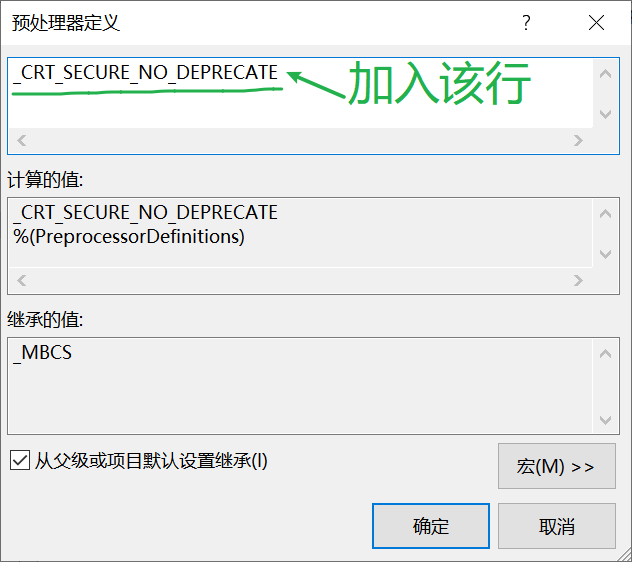 预处理器定义
_CRT_SECURE_NO_DEPRECATE
加入该行
计算的值:
_CRT_SECURE_NO_DEPRECATE
%(PreprocessorDefinitions)
继承的值:
_MBCS
从父级或项目默认设置继承(I)
宏(M) >>
确定
取消